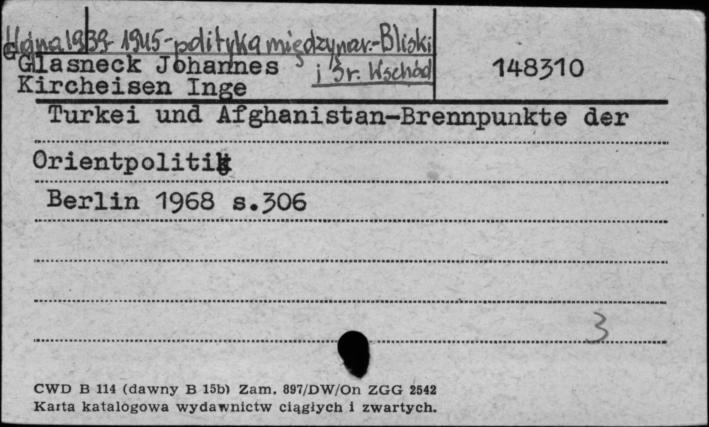 Wojna 1939-1945-polityka międzynar.-Bliski
i Śr. Wschód
Glasneck Johannes
148310
Kircheisen Inge
Turkei und Afghanistan-Brennpunkte der
Orientpolitik
Berlin 1968 s.306
3
CWD B 114 (dawny B 15b) Zam. 897/DW/On ZGG 2542
Karta katalogowa wydawnictw ciągłych i zwartych.